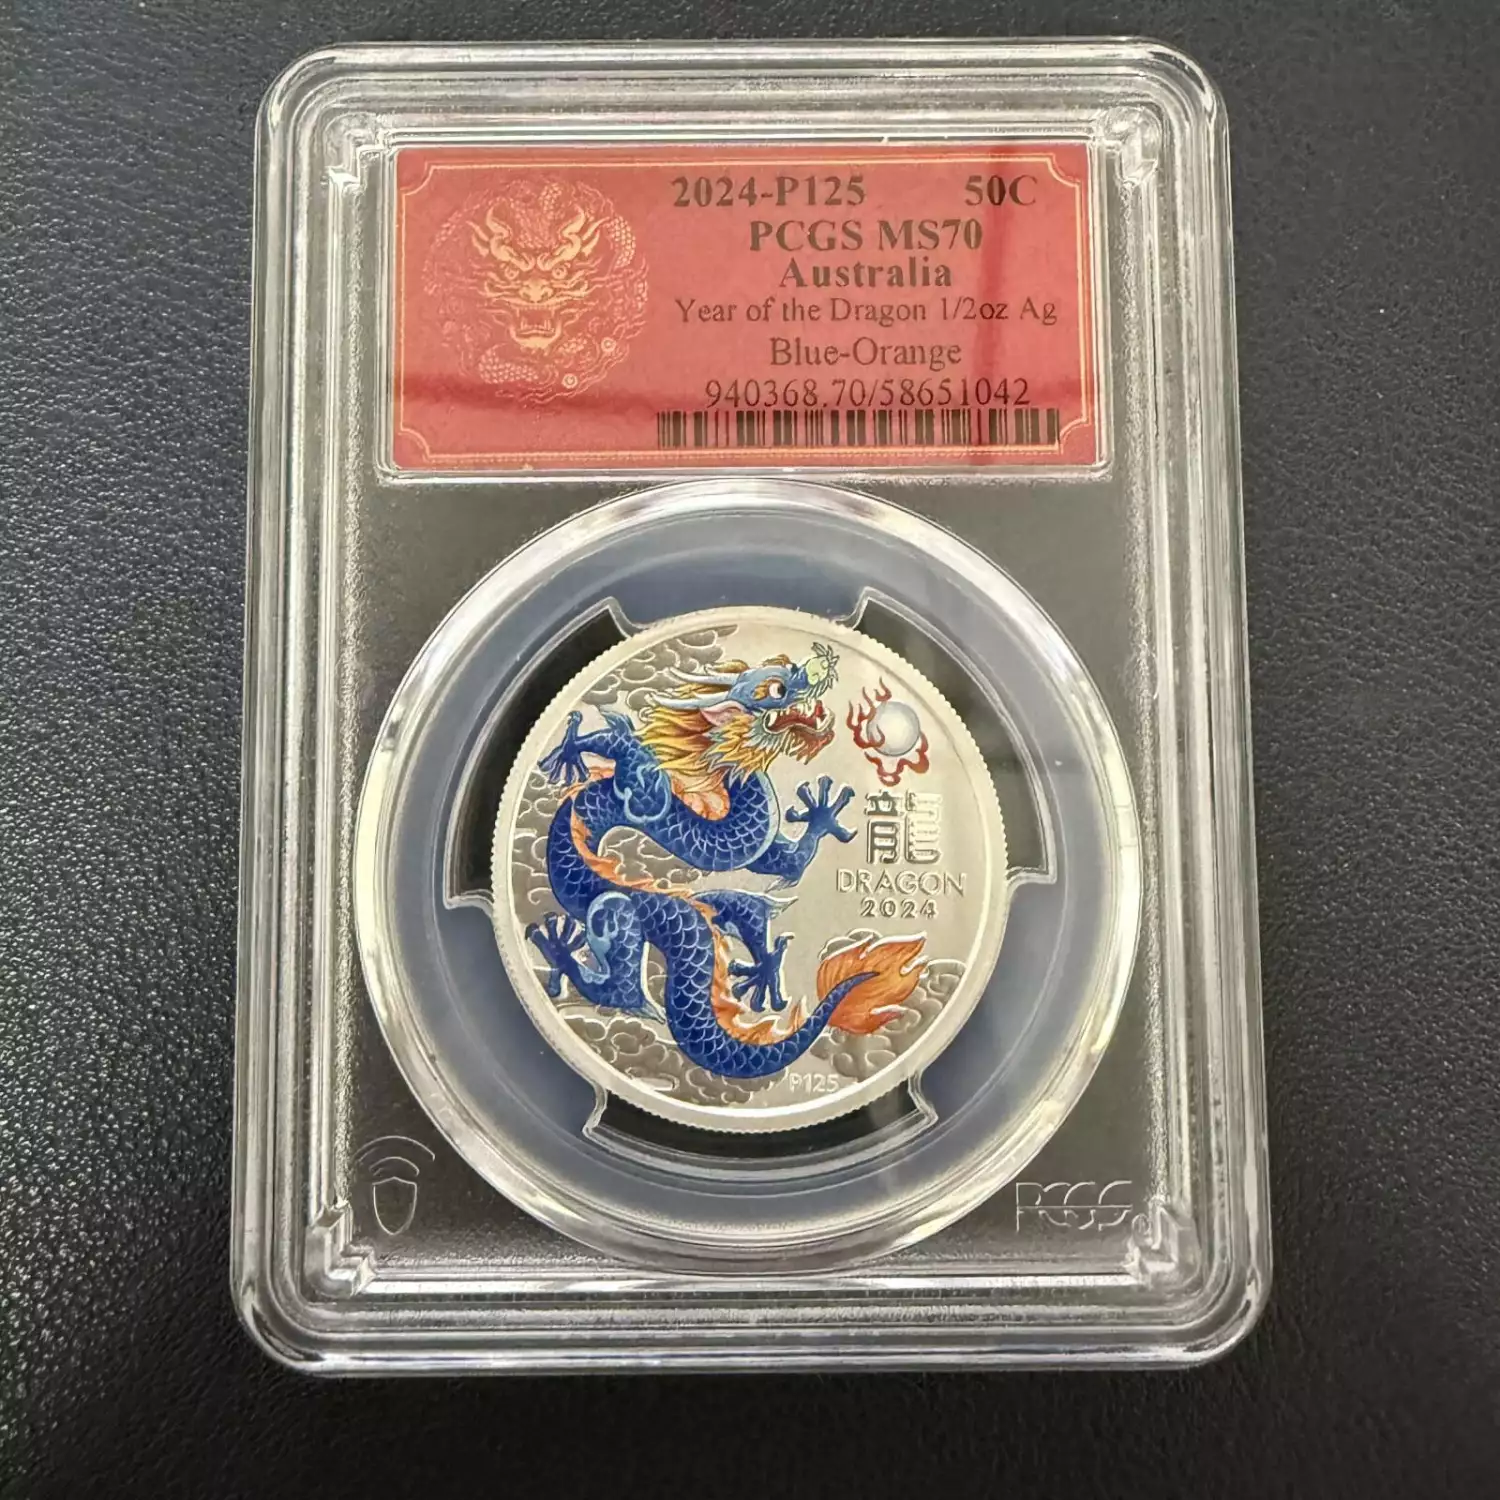 2024-P125 50C
PCGS MS70
Australia
Year of the Dragon 1/2oz Ag
Blue-Orange
940368.70/58651042
龍
DRAGON
2024
P125
PCGS